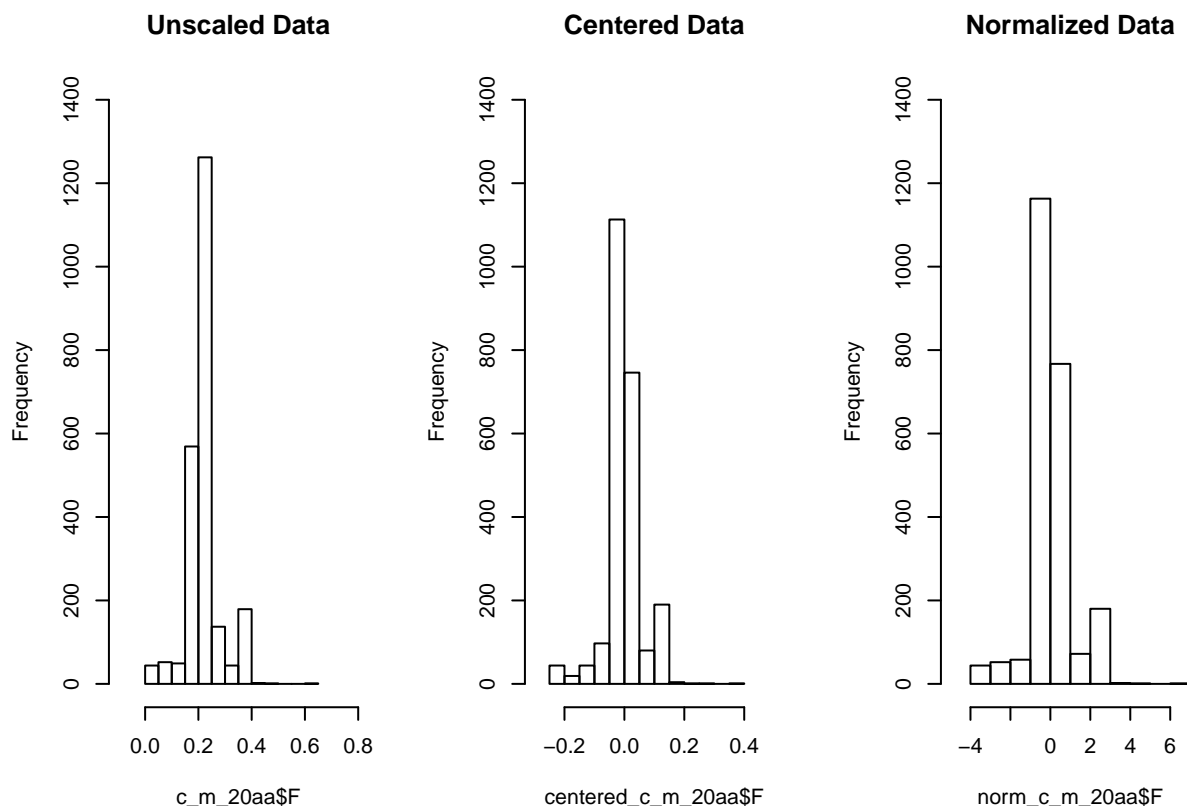 Unscaled Data
Frequency
1400
1200
1000
800
600
400
200
0
0.0 0.2 0.4 0.6 0.8
c_m_20aa$F
Centered Data
Frequency
1400
1200
1000
800
600
400
200
0
−0.2 0.0 0.2 0.4
centered_c_m_20aa$F
Normalized Data
Frequency
1400
1200
1000
800
600
400
200
0
−4 0 2 4 6
norm_c_m_20aa$F